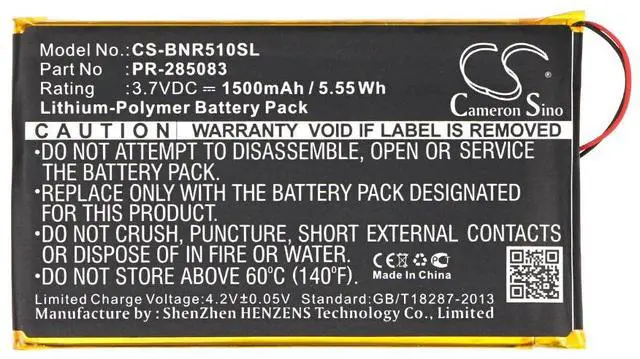 Model No.: CS-BNR510SL
Part No : PR-285083
Rating : 3.7VDC ⎓ 1500mAh / 5.55Wh
Lithium-Polymer Battery Pack
Cameron Sino
CAUTION WARRANTY VOID IF LABEL IS REMOVED
•DO NOT ATTEMPT TO DISASSEMBLE, OPEN OR SERVICE
THE BATTERY PACK.
•REPLACE ONLY WITH THE BATTERY PACK DESIGNATED
FOR THIS PRODUCT.
•DO NOT CRUSH, PUNCTURE, SHORT EXTERNAL CONTACTS
OR DISPOSE OF IN FIRE OR WATER.
•DO NOT STORE ABOVE 60°C (140°F)
CE
Made In China
Limited Charge Voltage:4.2V±0.05V Standard:GB/T18287-2013
Manufacture by : ShenZhen HENZENS Technology Co., Limited